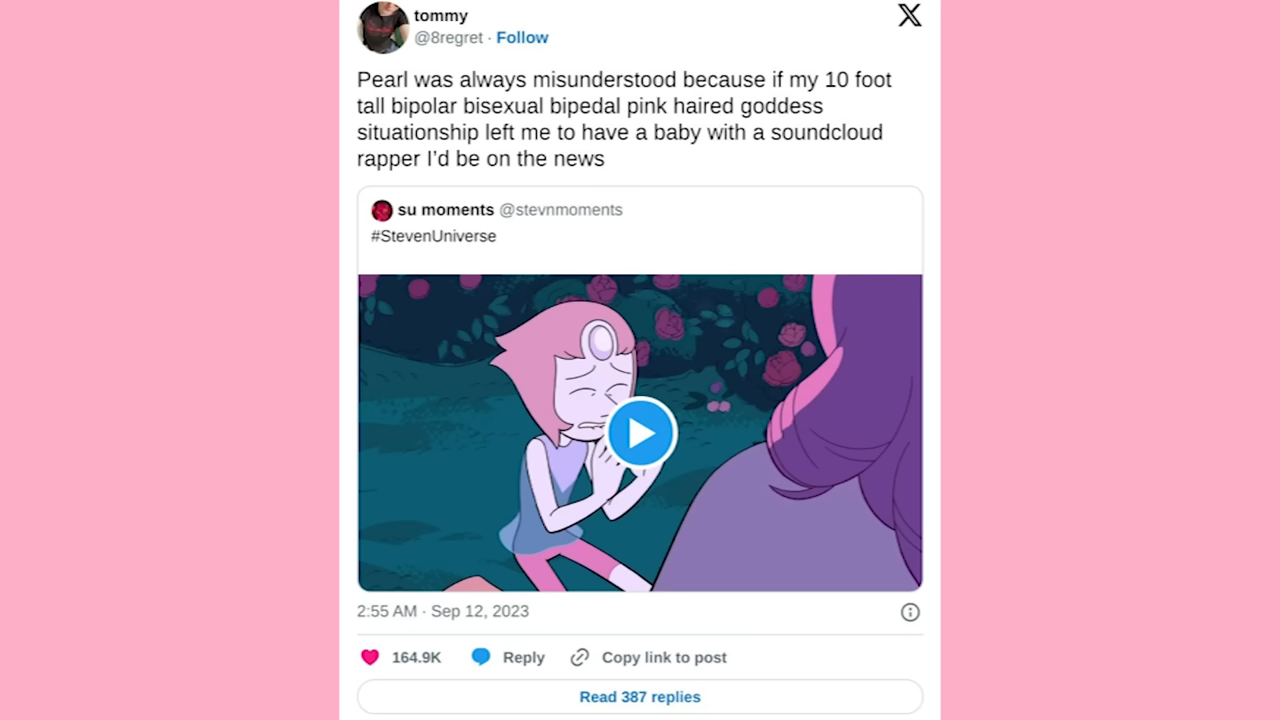 tommy
@8regret · Follow
Pearl was always misunderstood because if my 10 foot
tall bipolar bisexual bipedal pink haired goddess
situationship left me to have a baby with a soundcloud
rapper I’d be on the news
su moments @stevnmoments
#StevenUniverse
2:55 AM · Sep 12, 2023
164.9K Reply Copy link to post
Read 387 replies